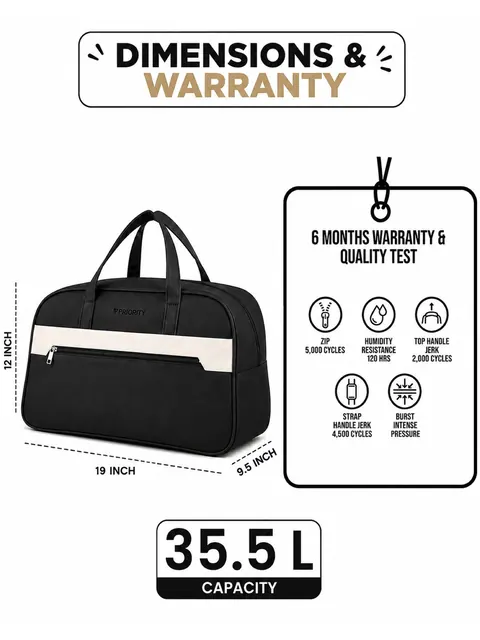 DIMENSIONS &
WARRANTY
6 MONTHS WARRANTY &
QUALITY TEST
ZIP
5,000 CYCLES
HUMIDITY
RESISTANCE
120 HRS
TOP HANDLE
JERK
2,000 CYCLES
STRAP
HANDLE JERK
4,500 CYCLES
BURST
INTENSE
PRESSURE
PRIORITY
12 INCH
19 INCH
9.5 INCH
35.5 L
CAPACITY